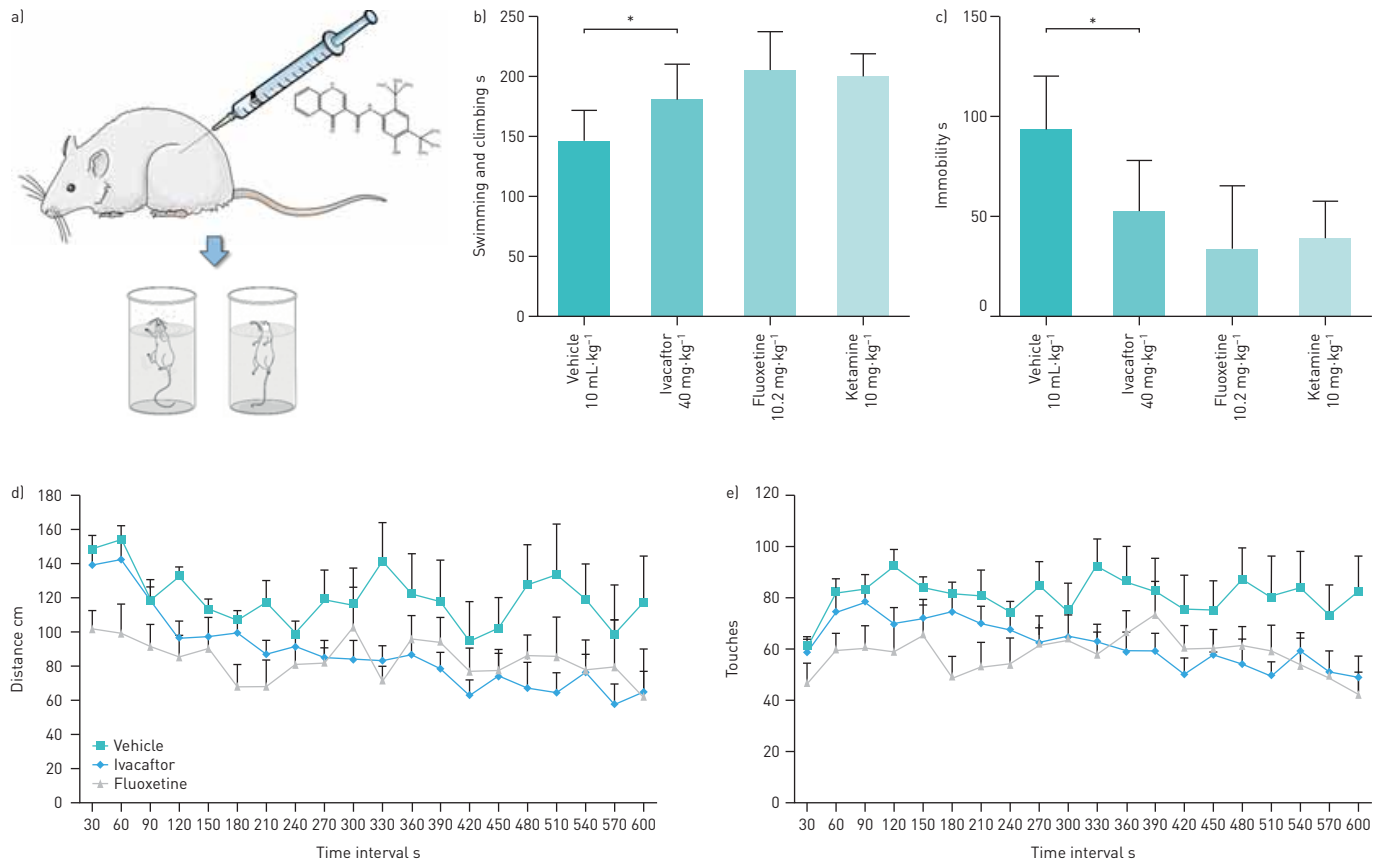 a)
b)
Swimming and climbing s
250
200
150
100
50
0
*
Vehicle
10 mL·kg⁻¹
Ivacaftor
40 mg·kg⁻¹
Fluoxetine
10.2 mg·kg⁻¹
Ketamine
10 mg·kg⁻¹
c)
Immobility s
150
100
50
0
*
Vehicle
10 mL·kg⁻¹
Ivacaftor
40 mg·kg⁻¹
Fluoxetine
10.2 mg·kg⁻¹
Ketamine
10 mg·kg⁻¹
d)
Distance cm
180
160
140
120
100
80
60
40
20
0
Vehicle
Ivacaftor
Fluoxetine
30 60 90 120 150 180 210 240 270 300 330 360 390 420 450 480 510 540 570 600
Time interval s
e)
Touches
120
100
80
60
40
20
0
30 60 90 120 150 180 210 240 270 300 330 360 390 420 450 480 510 540 570 600
Time interval s